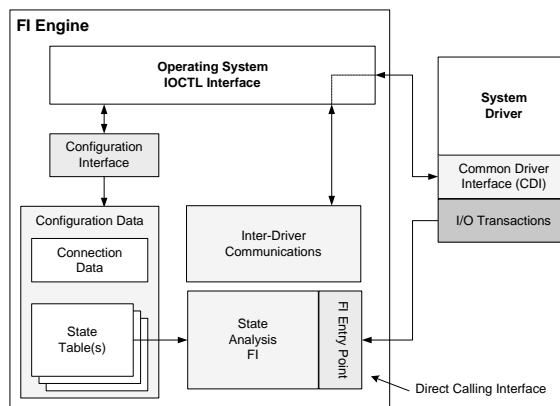 FI Engine
Operating System
IOCTL Interface
System
Driver
Configuration
Interface
Common Driver
Interface (CDI)
I/O Transactions
Configuration Data
Connection
Data
Inter-Driver
Communications
State
Table(s)
State
Analysis
FI
FI Entry Point
Direct Calling Interface